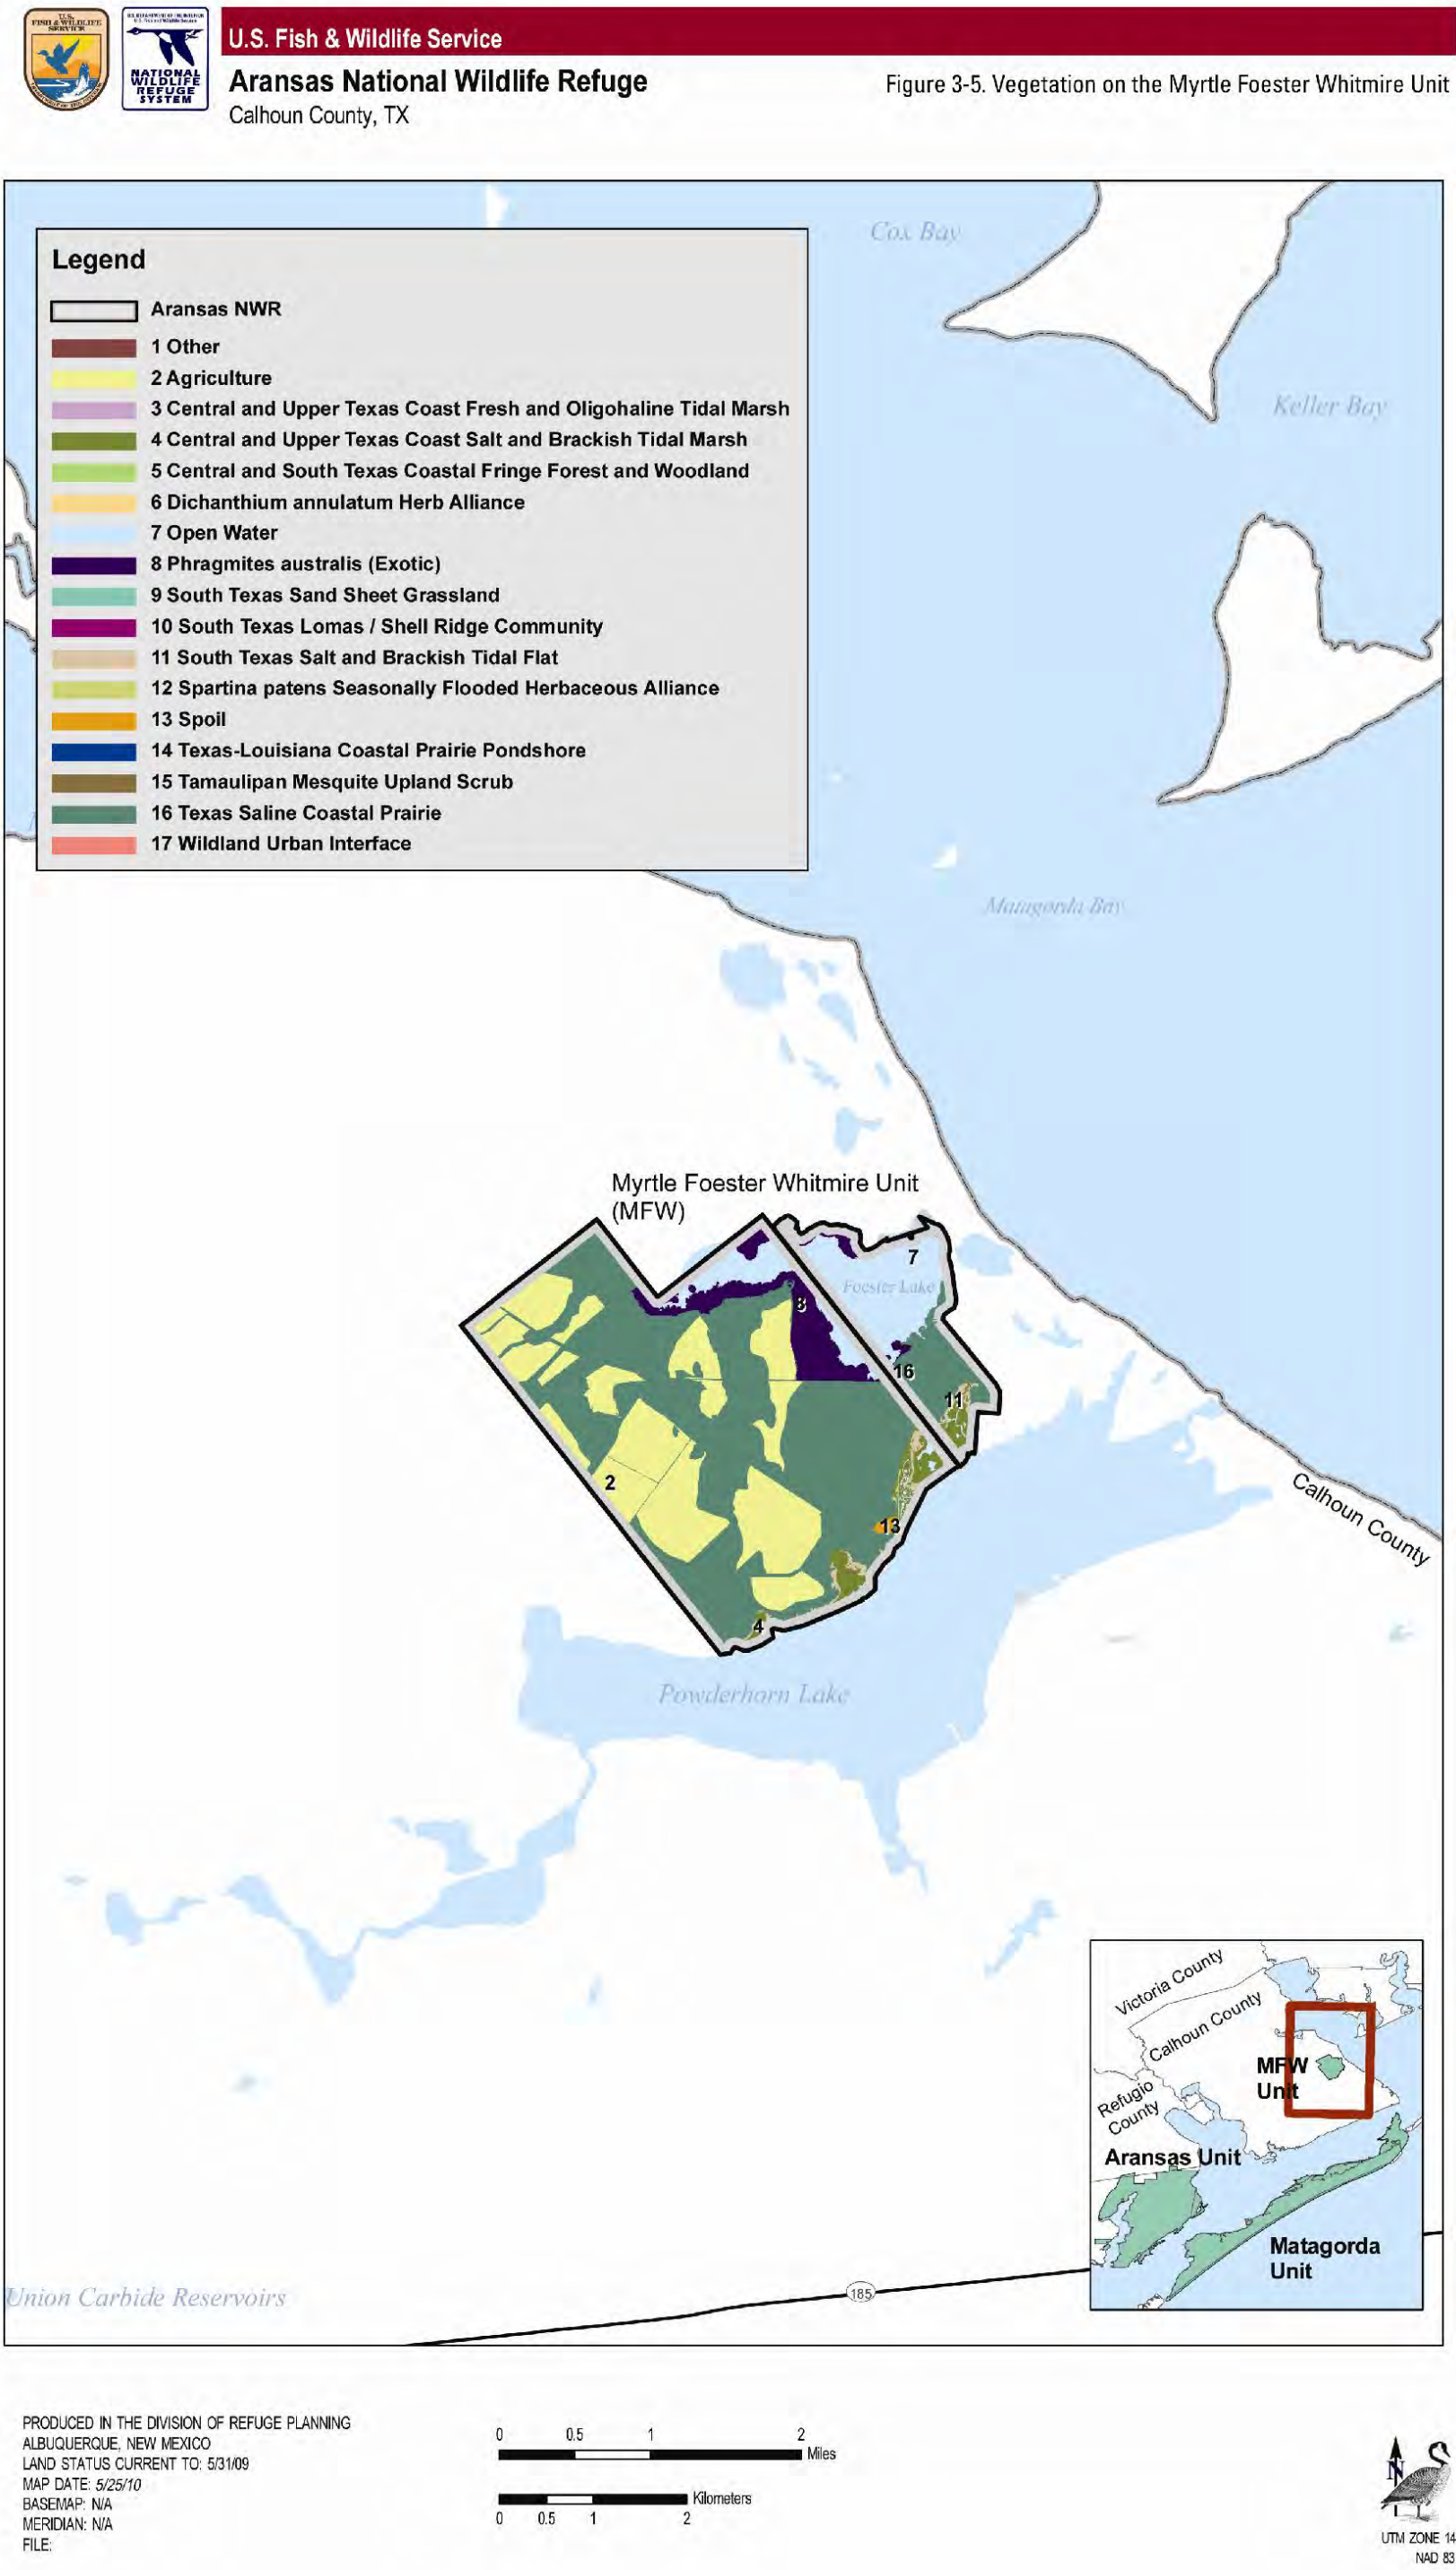 U.S.
FISH & WILDLIFE
SERVICE
NATIONAL
WILDLIFE
REFUGE
SYSTEM
U.S. Fish & Wildlife Service
Aransas National Wildlife Refuge
Calhoun County, TX
Figure 3-5. Vegetation on the Myrtle Foester Whitmire Unit
Legend
Aransas NWR
1 Other
2 Agriculture
3 Central and Upper Texas Coast Fresh and Oligohaline Tidal Marsh
4 Central and Upper Texas Coast Salt and Brackish Tidal Marsh
5 Central and South Texas Coastal Fringe Forest and Woodland
6 Dichanthium annulatum Herb Alliance
7 Open Water
8 Phragmites australis (Exotic)
9 South Texas Sand Sheet Grassland
10 South Texas Lomas / Shell Ridge Community
11 South Texas Salt and Brackish Tidal Flat
12 Spartina patens Seasonally Flooded Herbaceous Alliance
13 Spoil
14 Texas-Louisiana Coastal Prairie Pondshore
15 Tamaulipan Mesquite Upland Scrub
16 Texas Saline Coastal Prairie
17 Wildland Urban Interface
Cox Bay
Keller Bay
Matagorda Bay
Myrtle Foester Whitmire Unit
(MFW)
7
Foester Lake
8
16
11
2
13
4
Calhoun County
Powderhorn Lake
Victoria County
Calhoun County
MFW
Unit
Refugio
County
Aransas Unit
Matagorda
Unit
185
Union Carbide Reservoirs
PRODUCED IN THE DIVISION OF REFUGE PLANNING
ALBUQUERQUE, NEW MEXICO
LAND STATUS CURRENT TO: 5/31/09
MAP DATE: 5/25/10
BASEMAP: N/A
MERIDIAN: N/A
FILE:
0 0.5 1 2
Miles
Kilometers
0 0.5 1 2
N
UTM ZONE 14
NAD 83